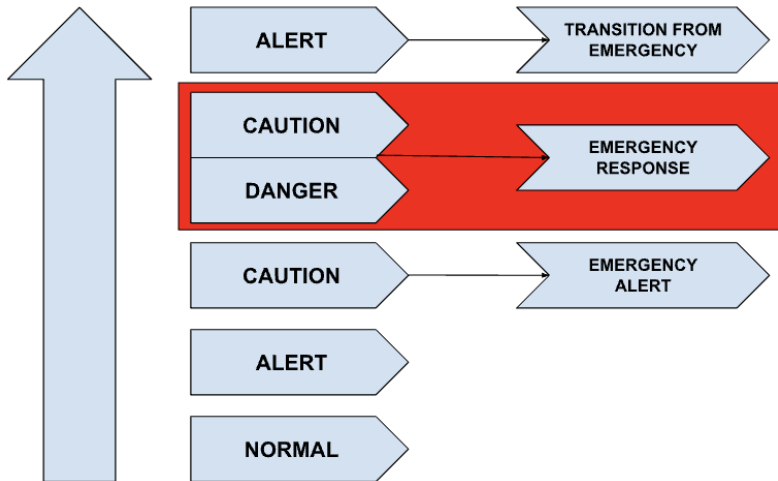 ALERT
TRANSITION FROM
EMERGENCY
CAUTION
DANGER
EMERGENCY
RESPONSE
CAUTION
EMERGENCY
ALERT
ALERT
NORMAL